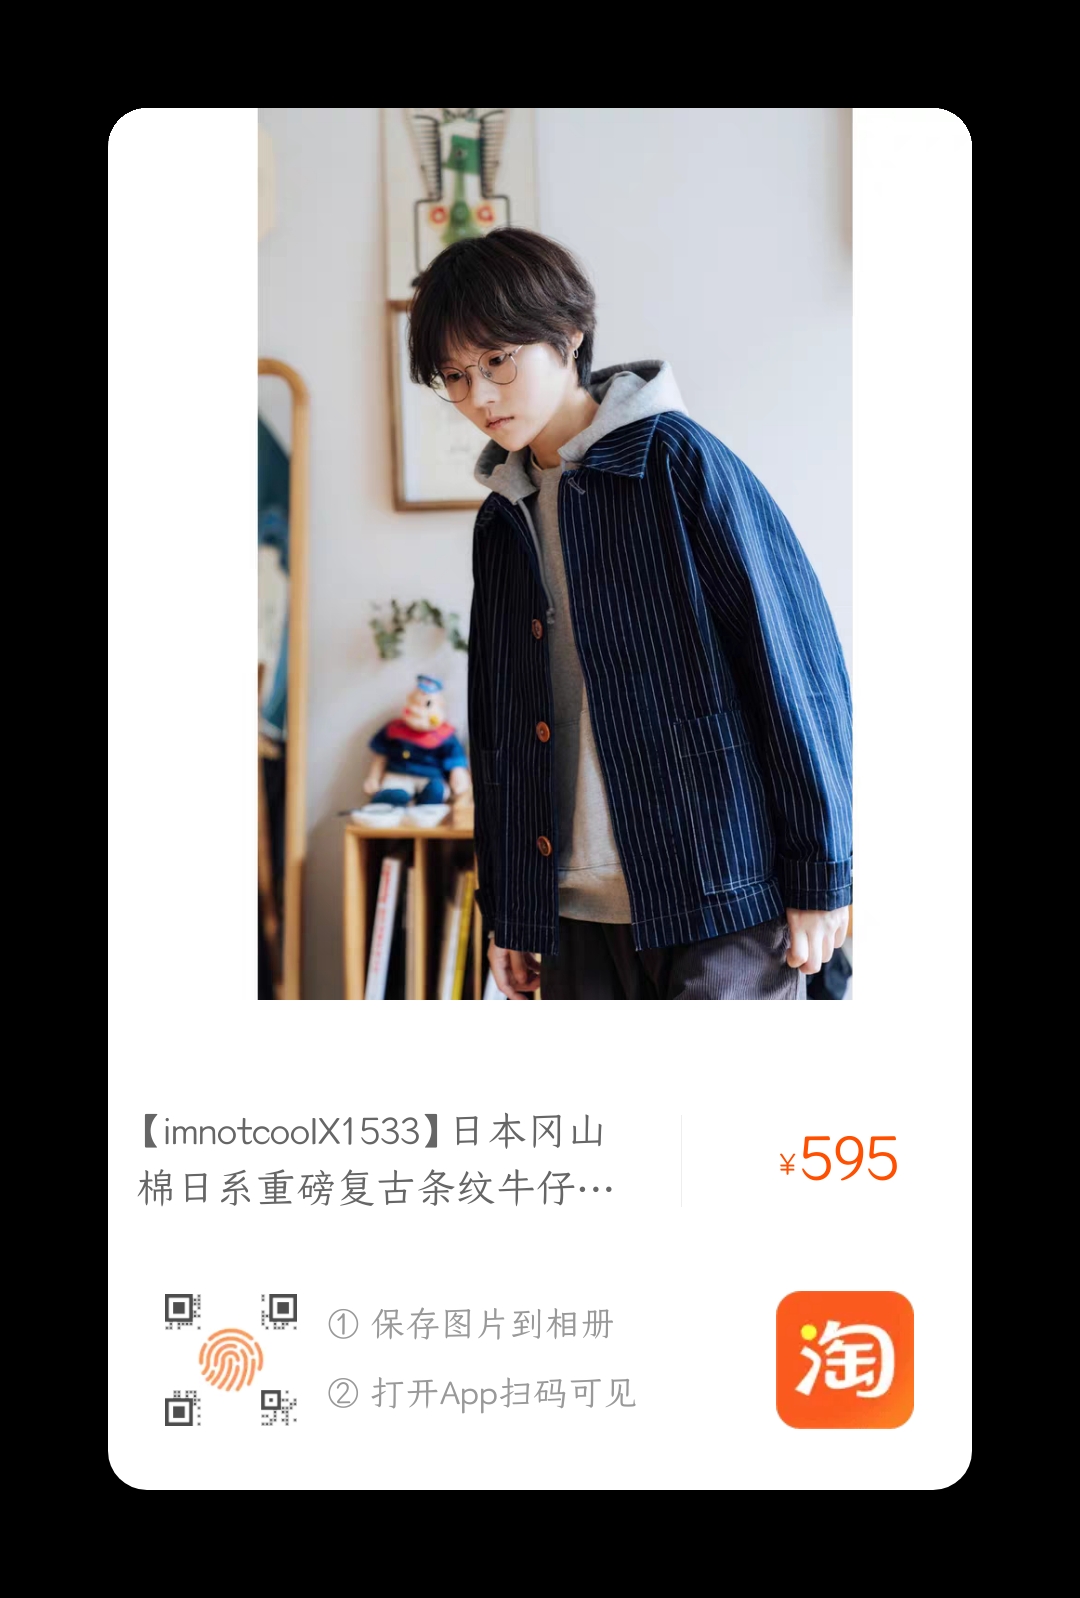 【imnotcoolX1533】日本冈山
棉日系重磅复古条纹牛仔…
¥595
① 保存图片到相册
② 打开App扫码可见
淘